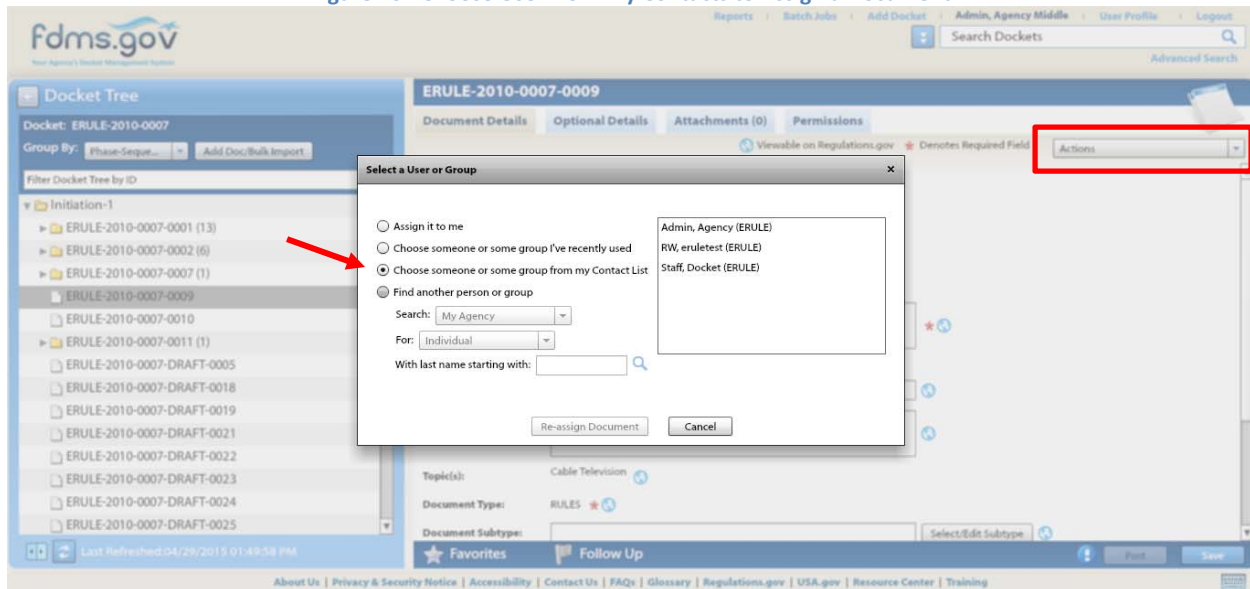 Reports Batch Jobs Add Docket Admin, Agency Middle User Profile Logout
fdms.gov
Your Agency's Docket Management System
Search Dockets
Advanced Search
Docket Tree
ERULE-2010-0007-0009
Docket: ERULE-2010-0007
Document Details Optional Details Attachments (0) Permissions
Group By: Phase-Seque... Add Doc/Bulk Import
Viewable on Regulations.gov * Denotes Required Field
Actions
Filter Docket Tree by ID
Initiation-1
ERULE-2010-0007-0001 (13)
ERULE-2010-0007-0002 (6)
ERULE-2010-0007-0007 (1)
ERULE-2010-0007-0009
ERULE-2010-0007-0010
ERULE-2010-0007-0011 (1)
ERULE-2010-0007-DRAFT-0005
ERULE-2010-0007-DRAFT-0018
ERULE-2010-0007-DRAFT-0019
ERULE-2010-0007-DRAFT-0021
ERULE-2010-0007-DRAFT-0022
ERULE-2010-0007-DRAFT-0023
ERULE-2010-0007-DRAFT-0024
ERULE-2010-0007-DRAFT-0025
Last Refreshed:04/29/2015 01:49:58 PM
Select a User or Group x
Assign it to me
Choose someone or some group I've recently used
Choose someone or some group from my Contact List
Find another person or group
Search: My Agency
For: Individual
With last name starting with:
Admin, Agency (ERULE)
RW, eruletest (ERULE)
Staff, Docket (ERULE)
Re-assign Document Cancel
Topic(s): Cable Television
Document Type: RULES *
Document Subtype: Select/Edit Subtype
Favorites Follow Up Post Save
About Us | Privacy & Security Notice | Accessibility | Contact Us | FAQs | Glossary | Regulations.gov | USA.gov | Resource Center | Training